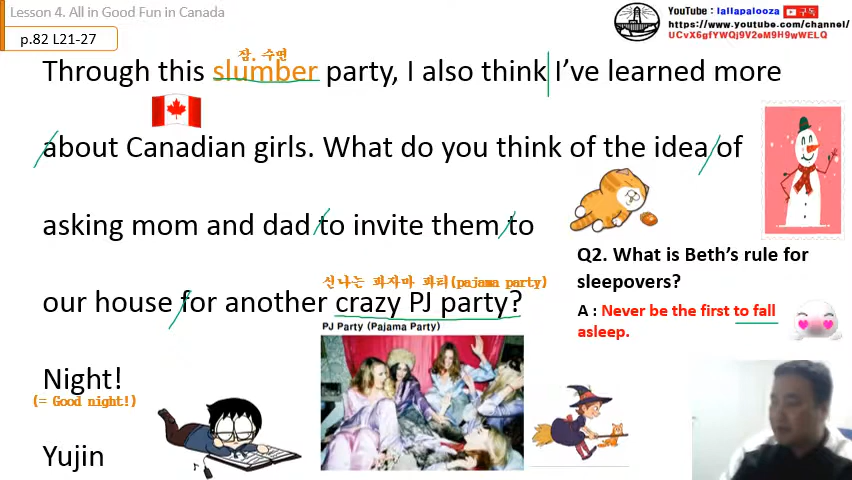 Lesson 4. All in Good Fun in Canada
YouTube : lallapalooza 구독
https://www.youtube.com/channel/
UCvX6gfYWQj9V2eM9H9wWELQ
p.82 L21-27
잠. 수면
Through this slumber party, I also think I've learned more
about Canadian girls. What do you think of the idea of
asking mom and dad to invite them to
Q2. What is Beth's rule for
sleepovers?
신나는 파자마 파티(pajama party)
our house for another crazy PJ party?
A : Never be the first to fall
asleep.
PJ Party (Pajama Party)
Night!
(= Good night!)
Yujin